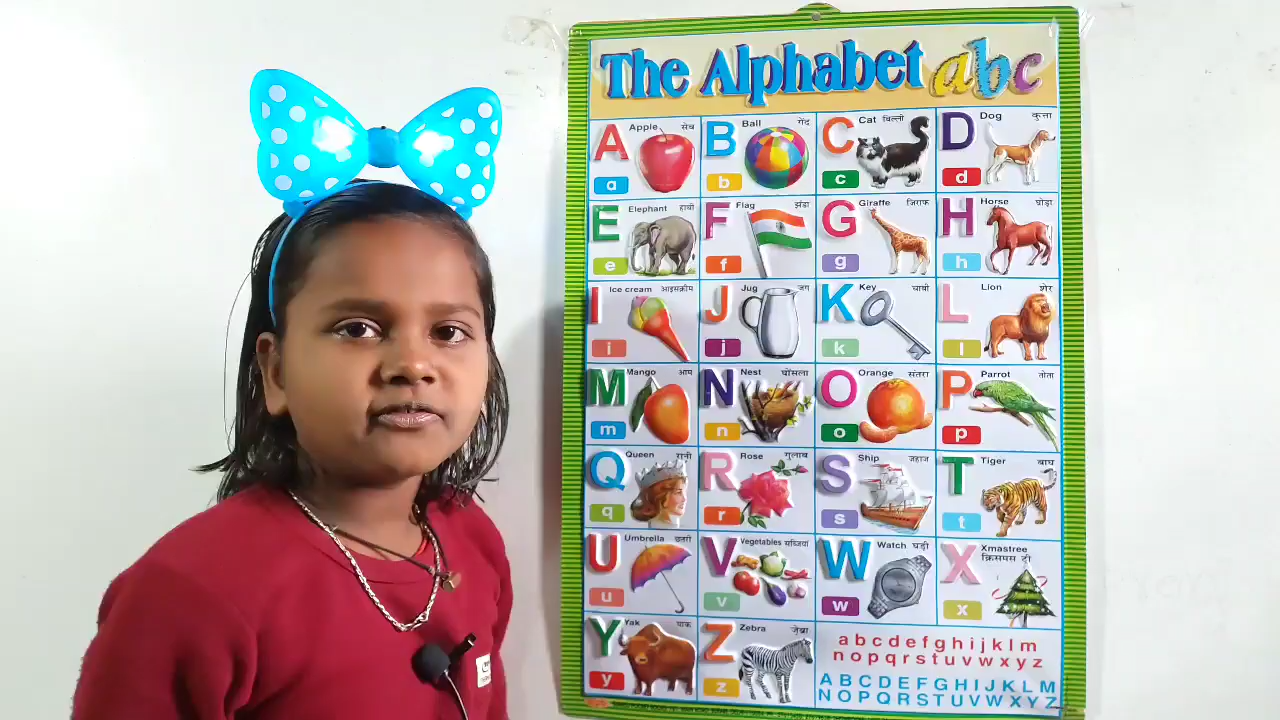 The Alphabet abc
A Apple सेब a
B Ball गेंद b
C Cat बिल्ली c
D Dog कुत्ता d
E Elephant हाथी e
F Flag झंडा f
G Giraffe जिराफ g
H Horse घोड़ा h
I Ice cream आइसक्रीम i
J Jug जग j
K Key चाबी k
L Lion शेर l
M Mango आम m
N Nest घोंसला n
O Orange संतरा o
P Parrot तोता p
Q Queen रानी q
R Rose गुलाब r
S Ship जहाज s
T Tiger बाघ t
U Umbrella छतरी u
V Vegetables सब्जियां v
W Watch घड़ी w
X Xmastree x
क्रिसमस ट्री
Y Yak याक y
Z Zebra ज़ेब्रा z
a b c d e f g h i j k l m
n o p q r s t u v w x y z
A B C D E F G H I J K L M
N O P Q R S T U V W X Y Z